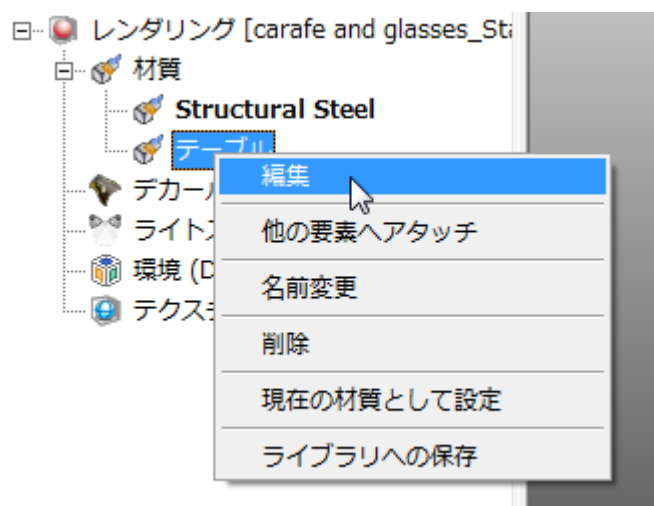 レンダリング [carafe and glasses_Sta
材質
Structural Steel
テーブル
編集
デカール
ライト
他の要素へアタッチ
環境 (D
名前変更
テクス
削除
現在の材質として設定
ライブラリへの保存